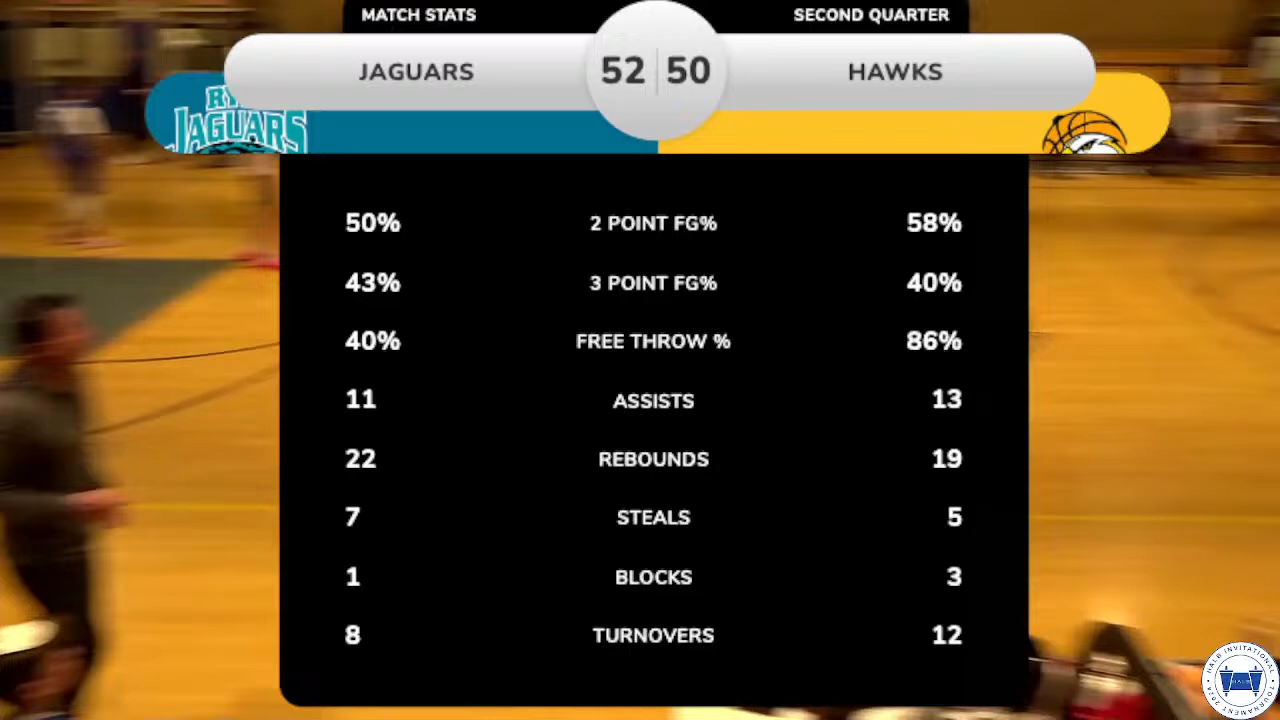 MATCH STATS
SECOND QUARTER
JAGUARS 52 50 HAWKS
JAGUARS
50% 2 POINT FG% 58%
43% 3 POINT FG% 40%
40% FREE THROW % 86%
11 ASSISTS 13
22 REBOUNDS 19
7 STEALS 5
1 BLOCKS 3
8 TURNOVERS 12
HALB INVITATIONAL